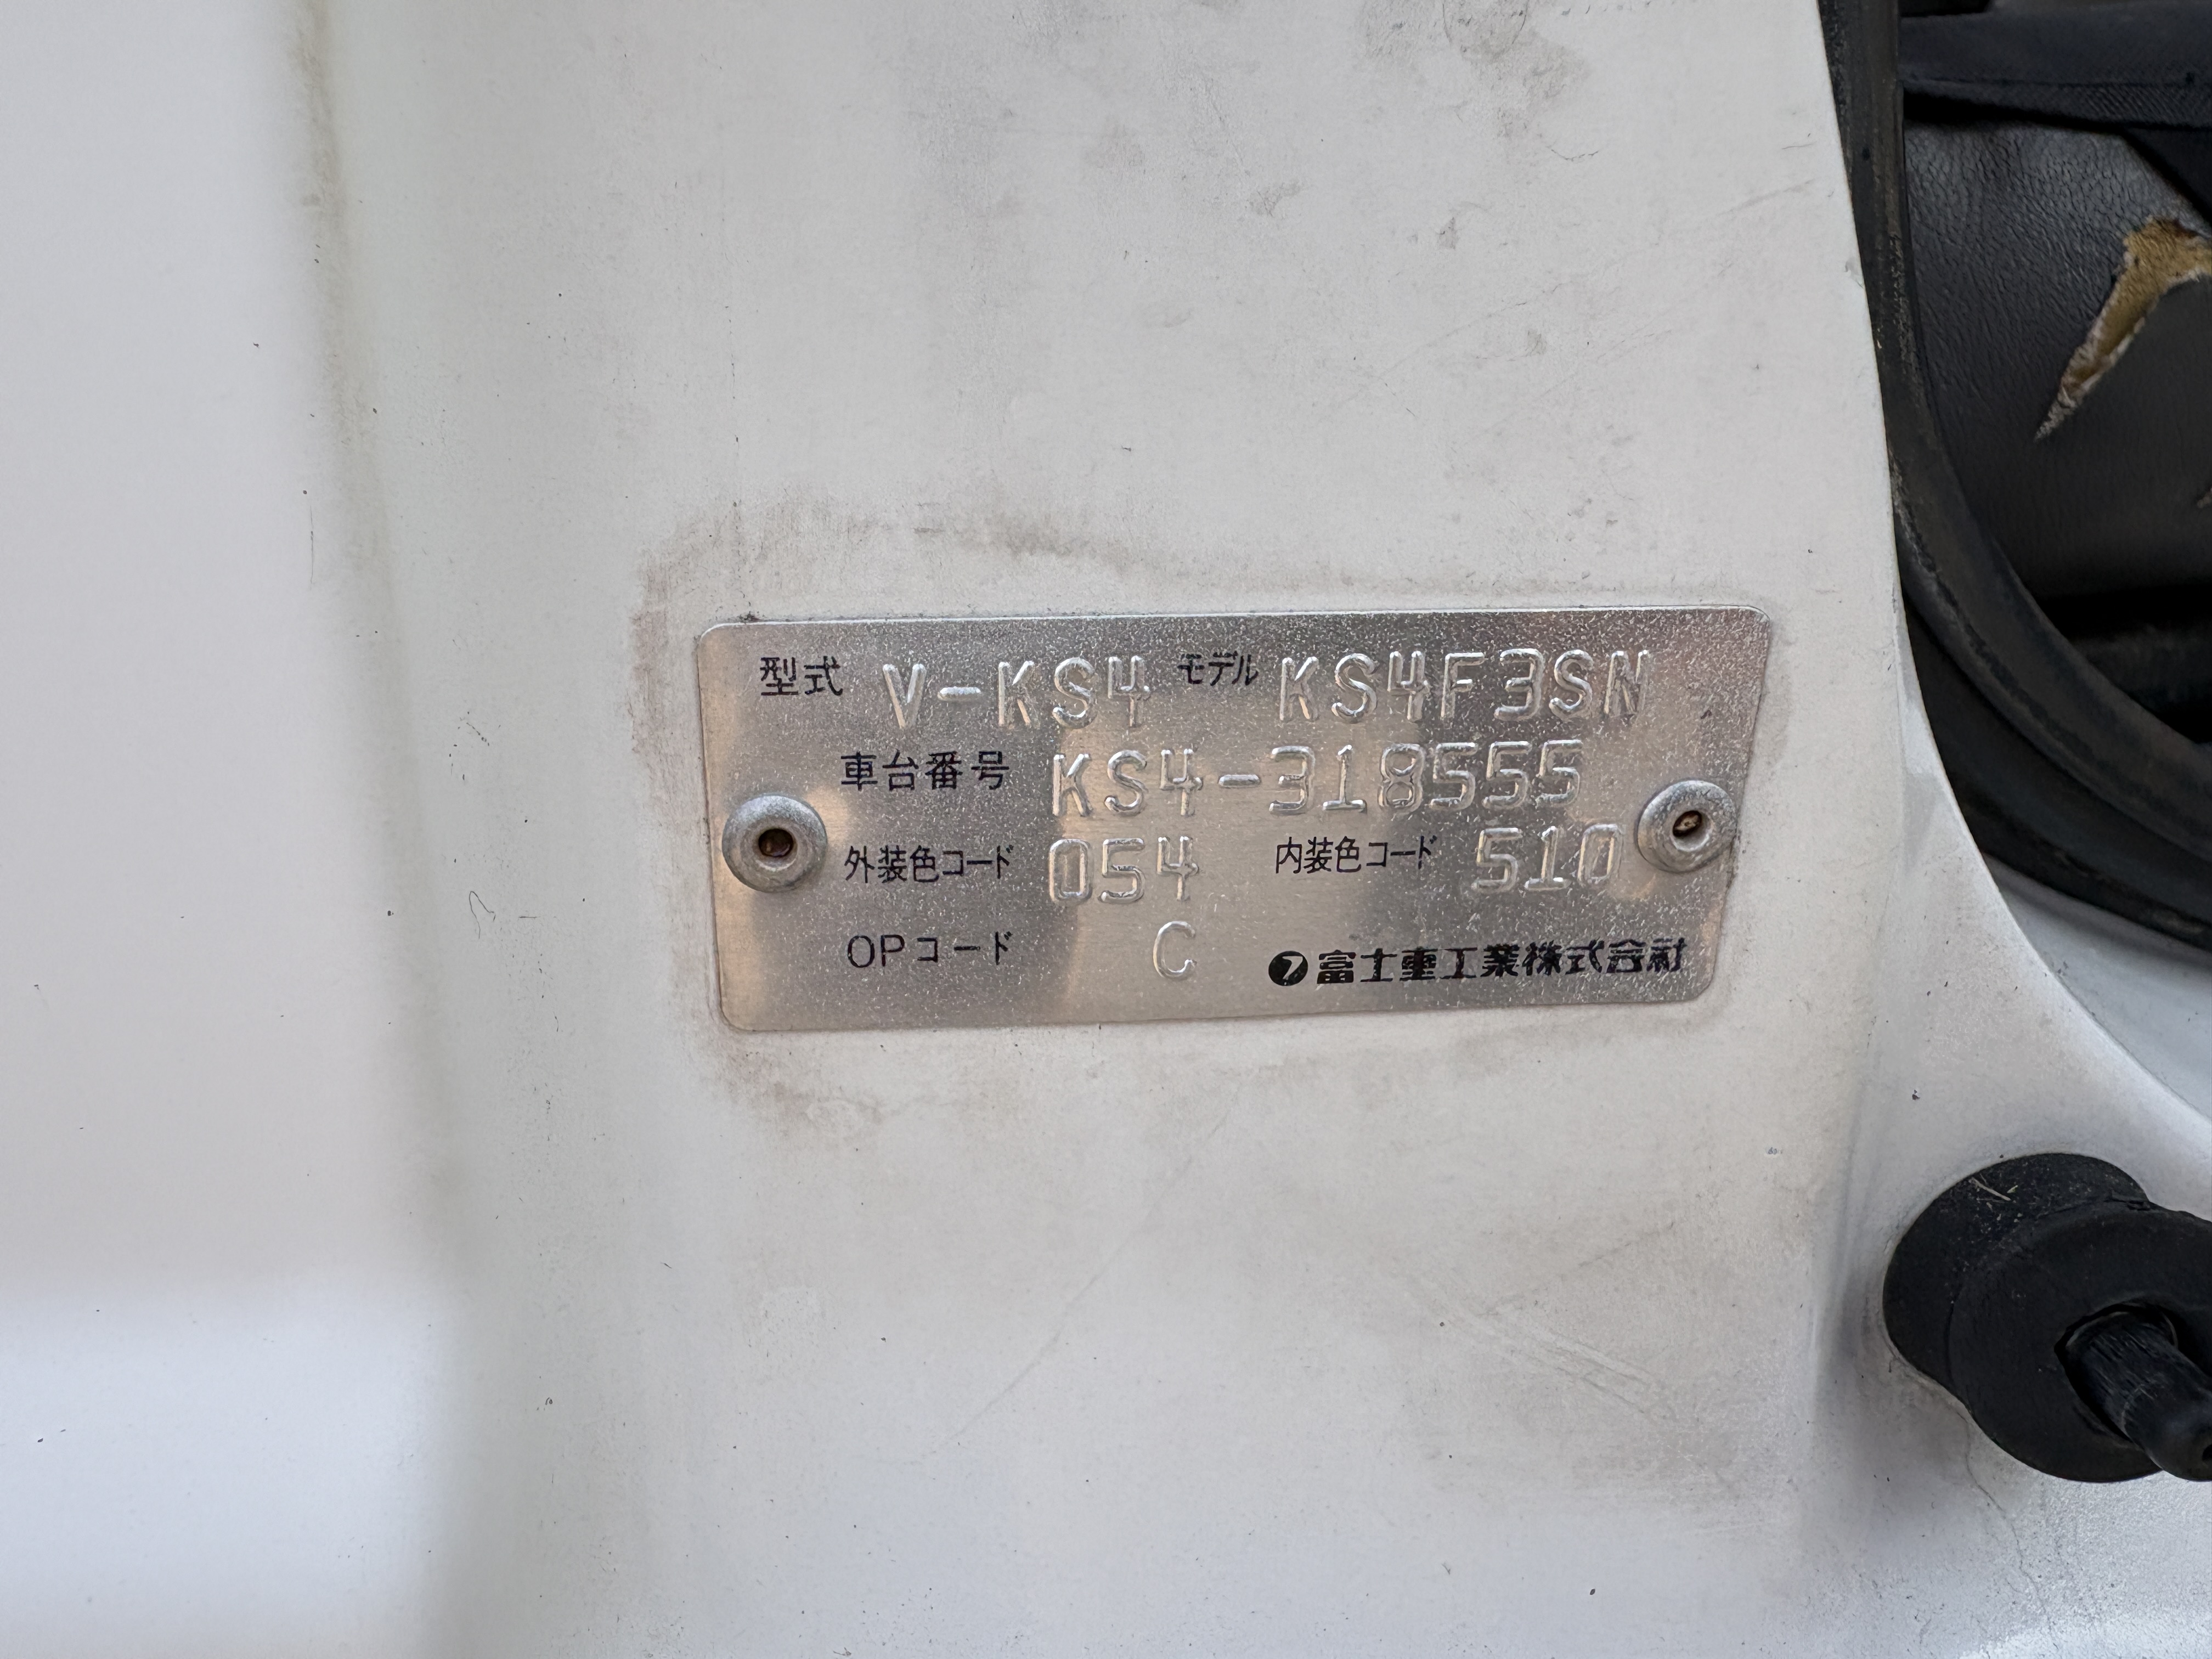 型式 V-KS4 モデル KS4F3SN
車台番号 KS4-318555
外装色コード 054 内装色コード 510
OPコード C フ富士重工業株式会社